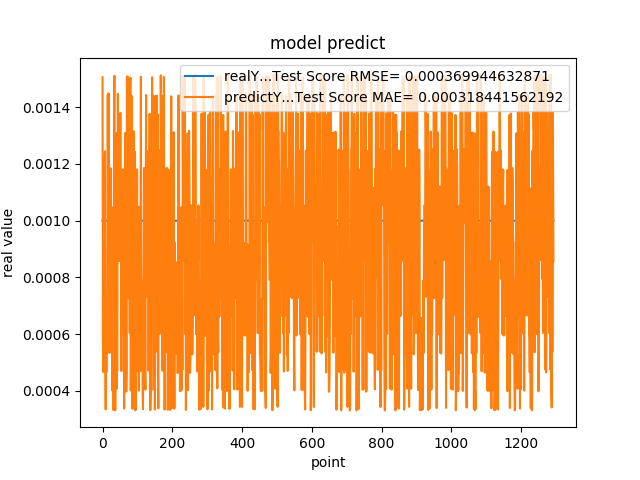 model predict
realY...Test Score RMSE= 0.000369944632871
predictY...Test Score MAE= 0.000318441562192
real value
0.0014
0.0012
0.0010
0.0008
0.0006
0.0004
0 200 400 600 800 1000 1200
point